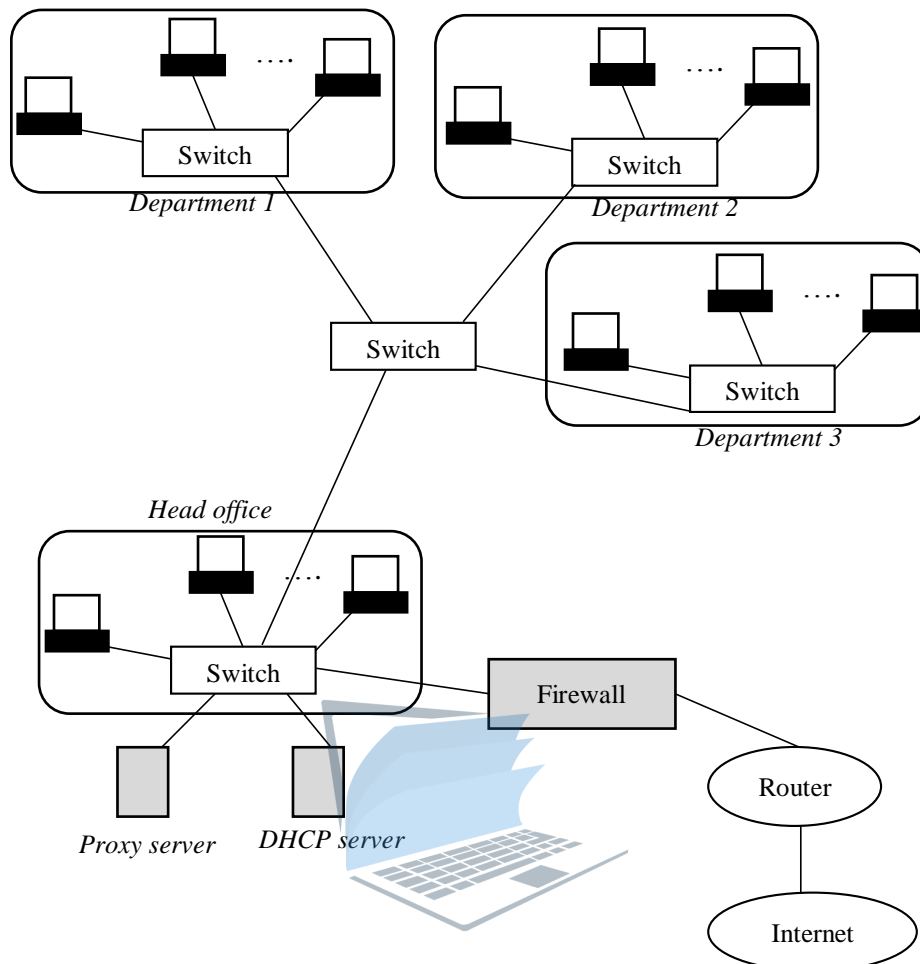 ....
....
Switch
Switch
Department 1
Department 2
....
Switch
Switch
Department 3
Head office
....
Switch
Firewall
Router
Proxy server
DHCP server
Internet